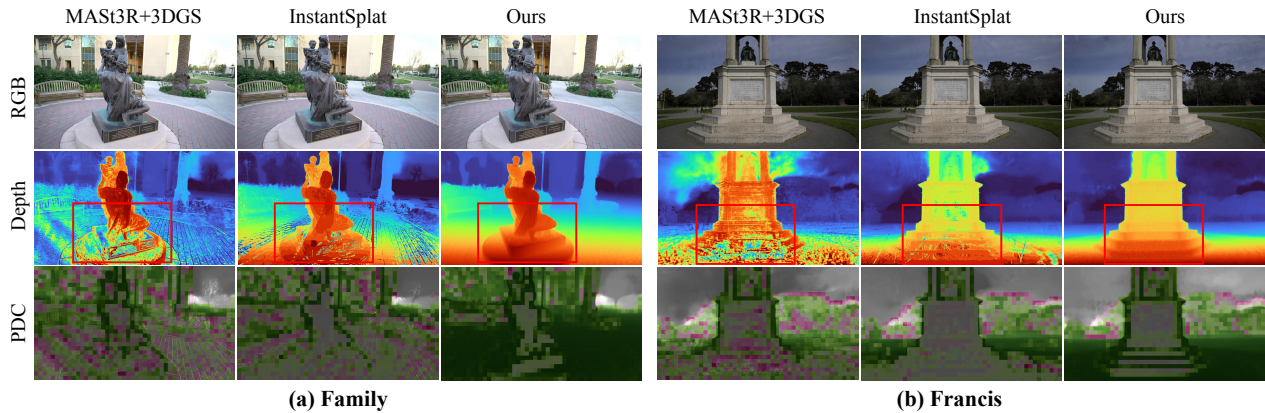 MASt3R+3DGS InstantSplat Ours MASt3R+3DGS InstantSplat Ours
RGB
Depth
PDC
(a) Family (b) Francis